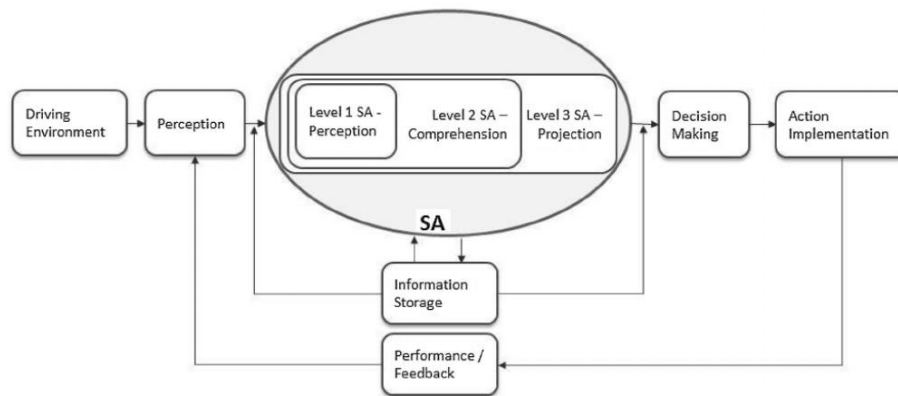 Driving
Environment
Perception
Level 1 SA -
Perception
Level 2 SA –
Comprehension
Level 3 SA –
Projection
Decision
Making
Action
Implementation
SA
Information
Storage
Performance /
Feedback